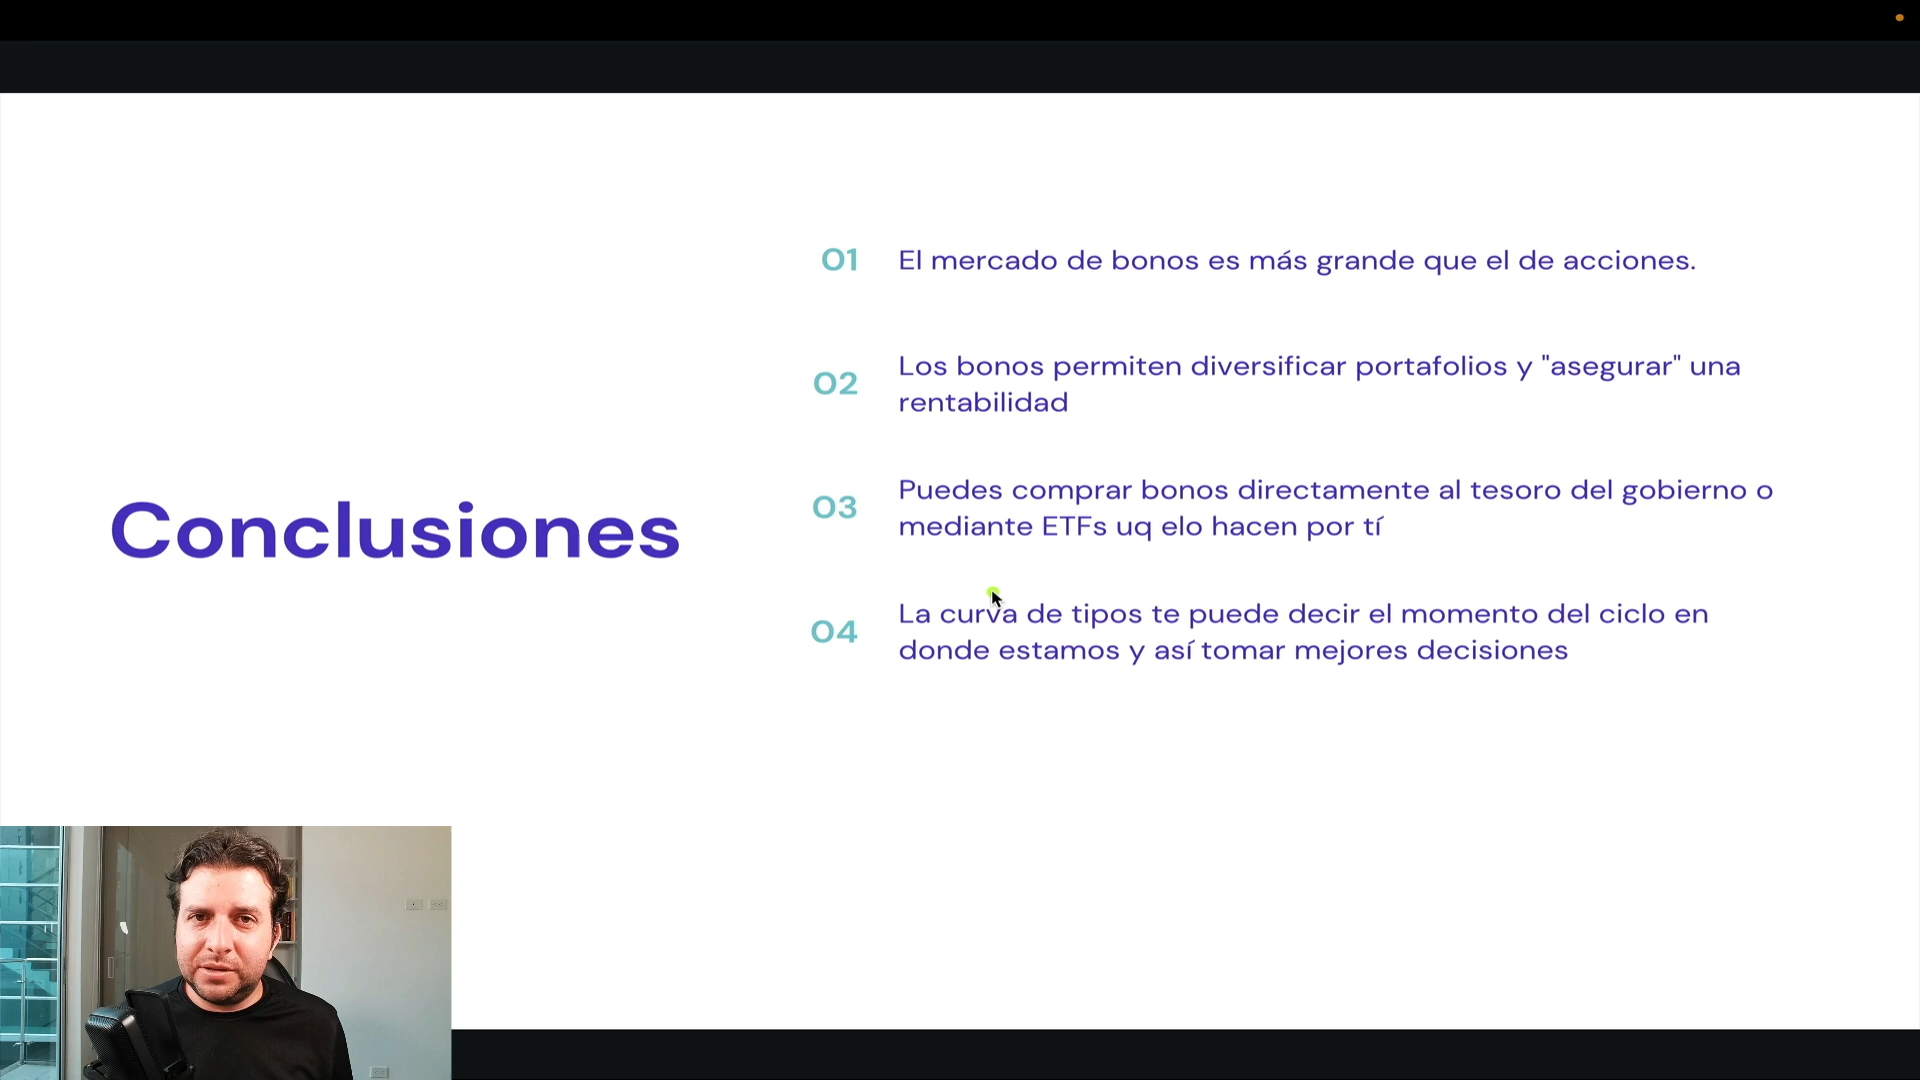 Conclusiones
01 El mercado de bonos es más grande que el de acciones.
02 Los bonos permiten diversificar portafolios y "asegurar" una
rentabilidad
03 Puedes comprar bonos directamente al tesoro del gobierno o
mediante ETFs uq elo hacen por tí
04 La curva de tipos te puede decir el momento del ciclo en
donde estamos y así tomar mejores decisiones